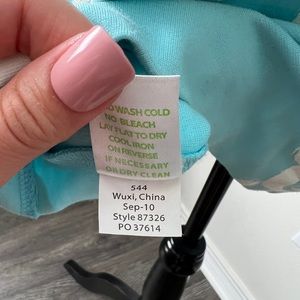 WASH COLD
NO BLEACH
LAY FLAT TO DRY
COOL IRON
ON REVERSE
IF NECESSARY
OR DRY CLEAN
544
Wuxi, China
Sep-10
Style 87326
PO 37614